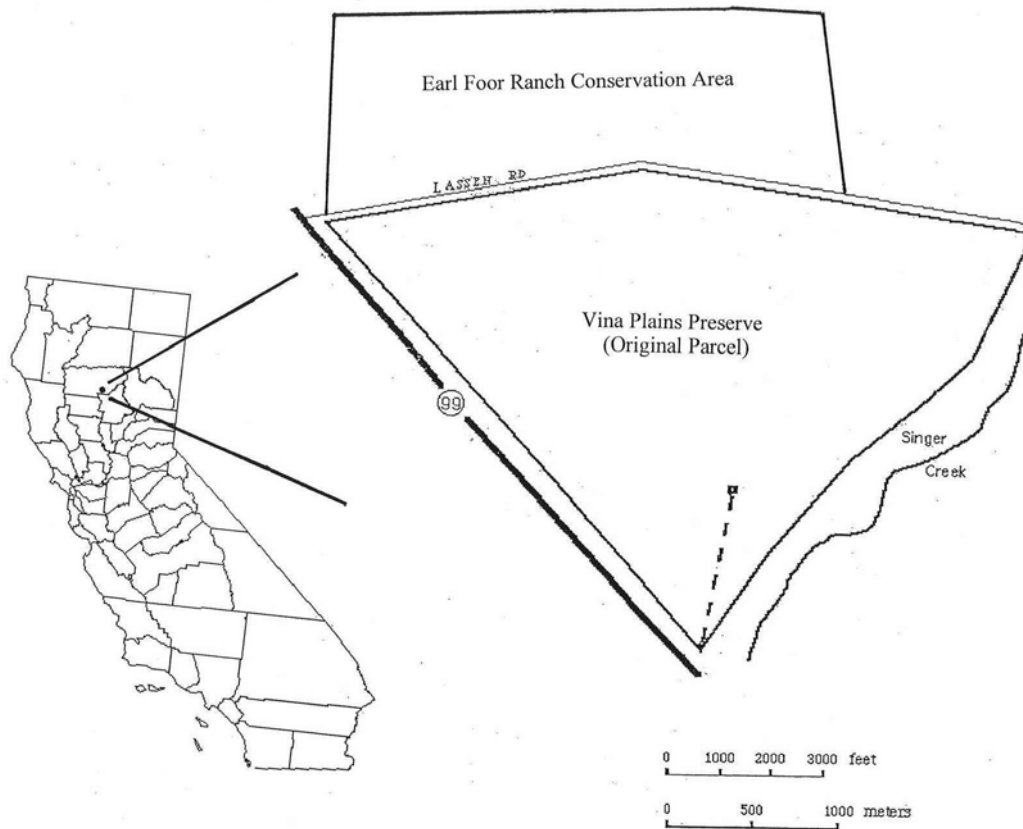 Earl Foor Ranch Conservation Area
LASSEN RD
Vina Plains Preserve
(Original Parcel)
99
Singer
Creek
0 1000 2000 3000 feet
0 500 1000 meters